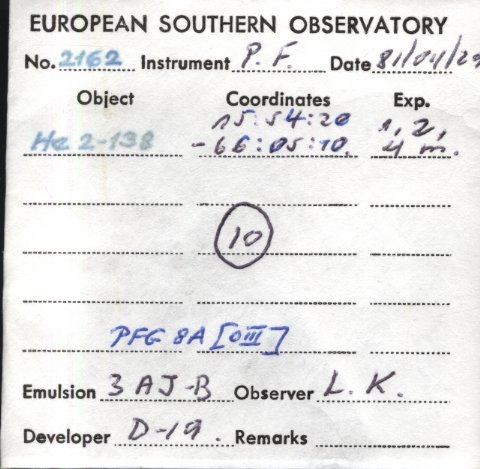 EUROPEAN SOUTHERN OBSERVATORY
No. 2162 Instrument P. F. Date 81/04/29
Object Coordinates Exp.
He 2-138 15:54:20 1, 2,
-66:05:10. 4 m.
10
PFG 8A [OIII]
Emulsion 3 AJ-B Observer L. K.
Developer D-19. Remarks